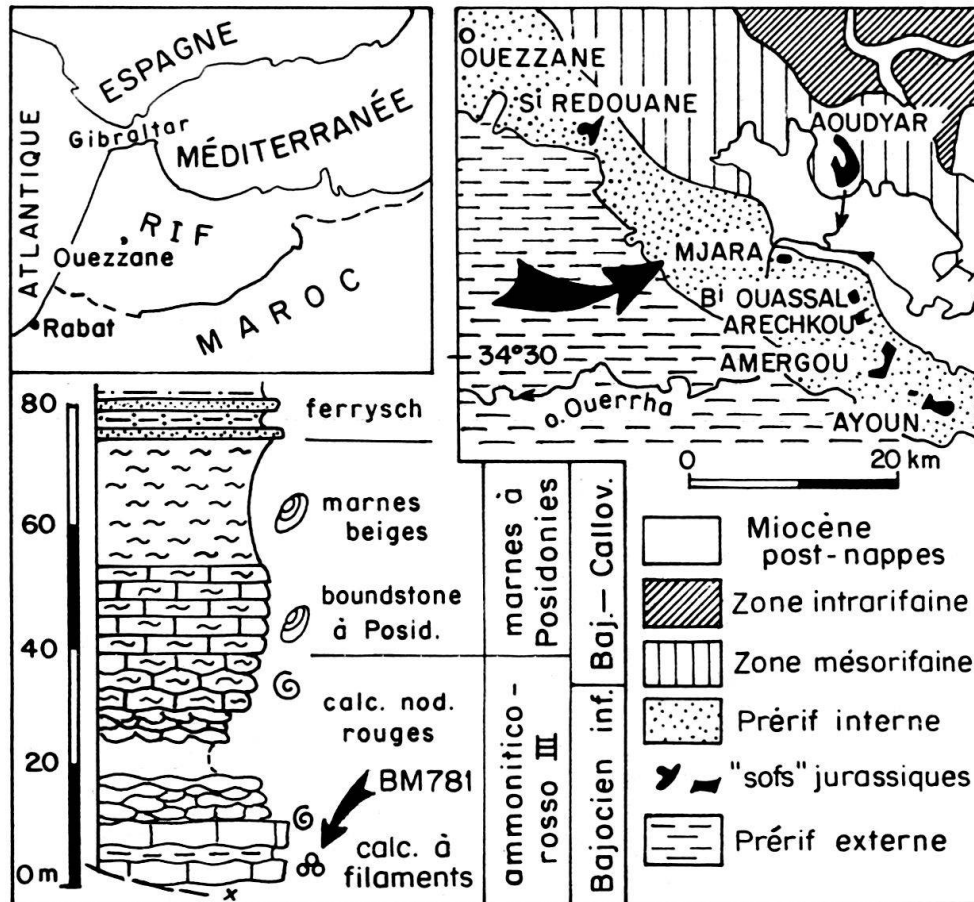 ESPAGNE
Gibraltar
MÉDITERRANÉE
ATLANTIQUE
RIF
Ouezzane
MAROC
Rabat
OUEZZANE
Sᵗ REDOUANE
AOUDYAR
MJARA
Bᴵ OUASSAL
ARECHKOU
34°30
AMERGOU
o. Ouerrha
AYOUN
0 20 km
80
60
40
20
0m
ferrysch
marnes
beiges
boundstone
à Posid.
calc. nod.
rouges
BM781
calc. à
filaments
x
marnes à
Posidonies
ammonitico-
rosso III
Baj.— Callov.
Bajocien inf.
Miocène
post-nappes
Zone intrarifaine
Zone mésorifaine
Prérif interne
"sofs" jurassiques
Prérif externe